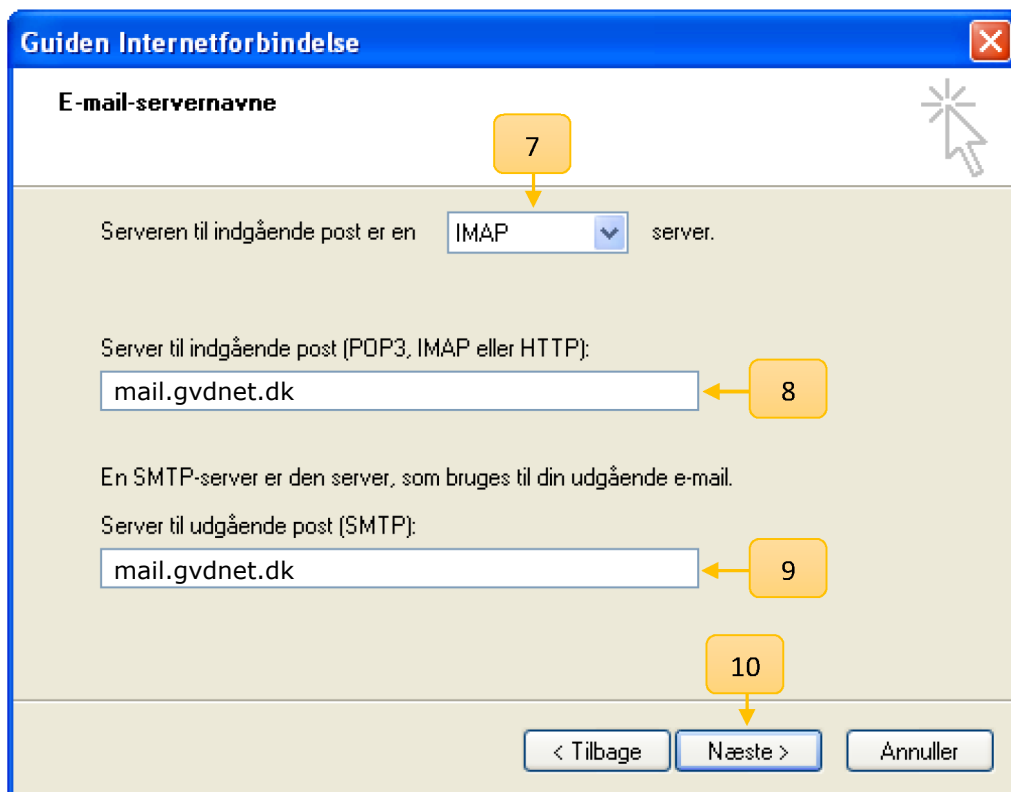 Guiden Internetforbindelse
E-mail-servernavne
7
Serveren til indgående post er en IMAP server.
Server til indgående post (POP3, IMAP eller HTTP):
mail.gvdnet.dk 8
En SMTP-server er den server, som bruges til din udgående e-mail.
Server til udgående post (SMTP):
mail.gvdnet.dk 9
10
< Tilbage Næste > Annuller